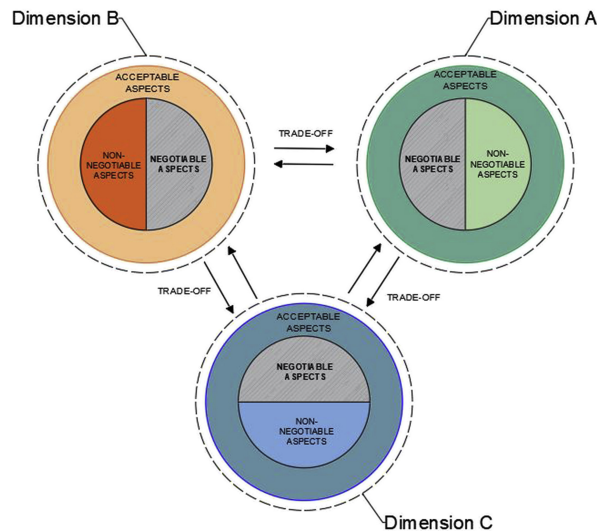 Dimension B
Dimension A
ACCEPTABLE
ASPECTS
NON-
NEGOTIABLE
ASPECTS
NEGOTIABLE
ASPECTS
TRADE-OFF
ACCEPTABLE
ASPECTS
NEGOTIABLE
ASPECTS
NON-
NEGOTIABLE
ASPECTS
TRADE-OFF
TRADE-OFF
ACCEPTABLE
ASPECTS
NEGOTIABLE
ASPECTS
NON-
NEGOTIABLE
ASPECTS
Dimension C